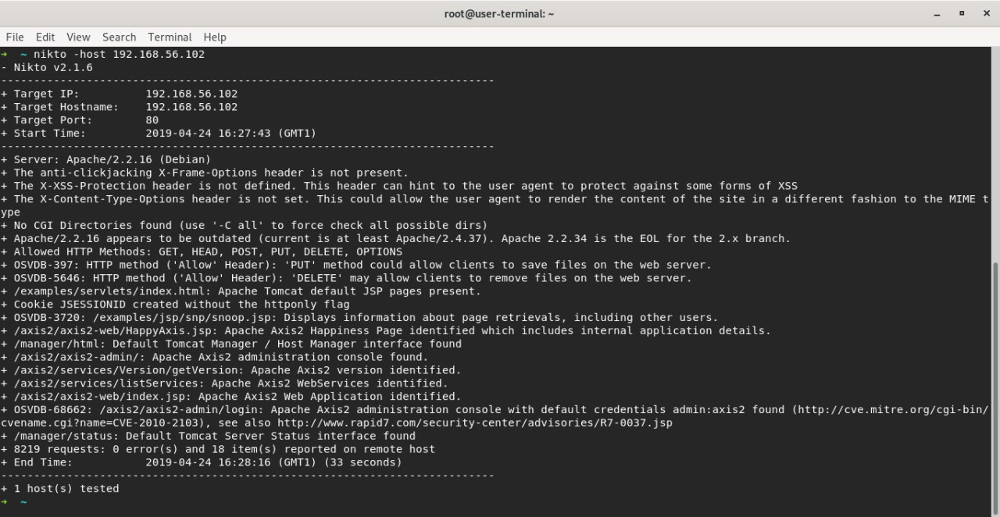 root@user-terminal: ~
File Edit View Search Terminal Help
→ ~ nikto -host 192.168.56.102
- Nikto v2.1.6
---------------------------------------------------------------------------
+ Target IP:          192.168.56.102
+ Target Hostname:    192.168.56.102
+ Target Port:        80
+ Start Time:         2019-04-24 16:27:43 (GMT1)
---------------------------------------------------------------------------
+ Server: Apache/2.2.16 (Debian)
+ The anti-clickjacking X-Frame-Options header is not present.
+ The X-XSS-Protection header is not defined. This header can hint to the user agent to protect against some forms of XSS
+ The X-Content-Type-Options header is not set. This could allow the user agent to render the content of the site in a different fashion to the MIME t
ype
+ No CGI Directories found (use '-C all' to force check all possible dirs)
+ Apache/2.2.16 appears to be outdated (current is at least Apache/2.4.37). Apache 2.2.34 is the EOL for the 2.x branch.
+ Allowed HTTP Methods: GET, HEAD, POST, PUT, DELETE, OPTIONS
+ OSVDB-397: HTTP method ('Allow' Header): 'PUT' method could allow clients to save files on the web server.
+ OSVDB-5646: HTTP method ('Allow' Header): 'DELETE' may allow clients to remove files on the web server.
+ /examples/servlets/index.html: Apache Tomcat default JSP pages present.
+ Cookie JSESSIONID created without the httponly flag
+ OSVDB-3720: /examples/jsp/snp/snoop.jsp: Displays information about page retrievals, including other users.
+ /axis2/axis2-web/HappyAxis.jsp: Apache Axis2 Happiness Page identified which includes internal application details.
+ /manager/html: Default Tomcat Manager / Host Manager interface found
+ /axis2/axis2-admin/: Apache Axis2 administration console found.
+ /axis2/services/Version/getVersion: Apache Axis2 version identified.
+ /axis2/services/listServices: Apache Axis2 WebServices identified.
+ /axis2/axis2-web/index.jsp: Apache Axis2 Web Application identified.
+ OSVDB-68662: /axis2/axis2-admin/login: Apache Axis2 administration console with default credentials admin:axis2 found (http://cve.mitre.org/cgi-bin/
cvename.cgi?name=CVE-2010-2103), see also http://www.rapid7.com/security-center/advisories/R7-0037.jsp
+ /manager/status: Default Tomcat Server Status interface found
+ 8219 requests: 0 error(s) and 18 item(s) reported on remote host
+ End Time:           2019-04-24 16:28:16 (GMT1) (33 seconds)
---------------------------------------------------------------------------
+ 1 host(s) tested
→ ~